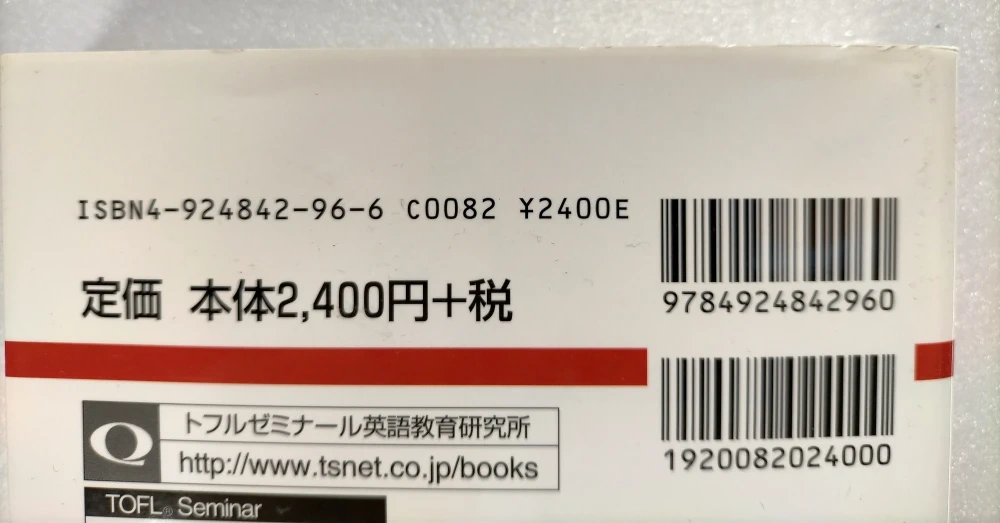 ISBN4-924842-96-6 C0082 ¥2400E
9784924842960
定価 本体2,400円+税
1920082024000
トフルゼミナール英語教育研究所
http://www.tsnet.co.jp/books
TOFL® Seminar